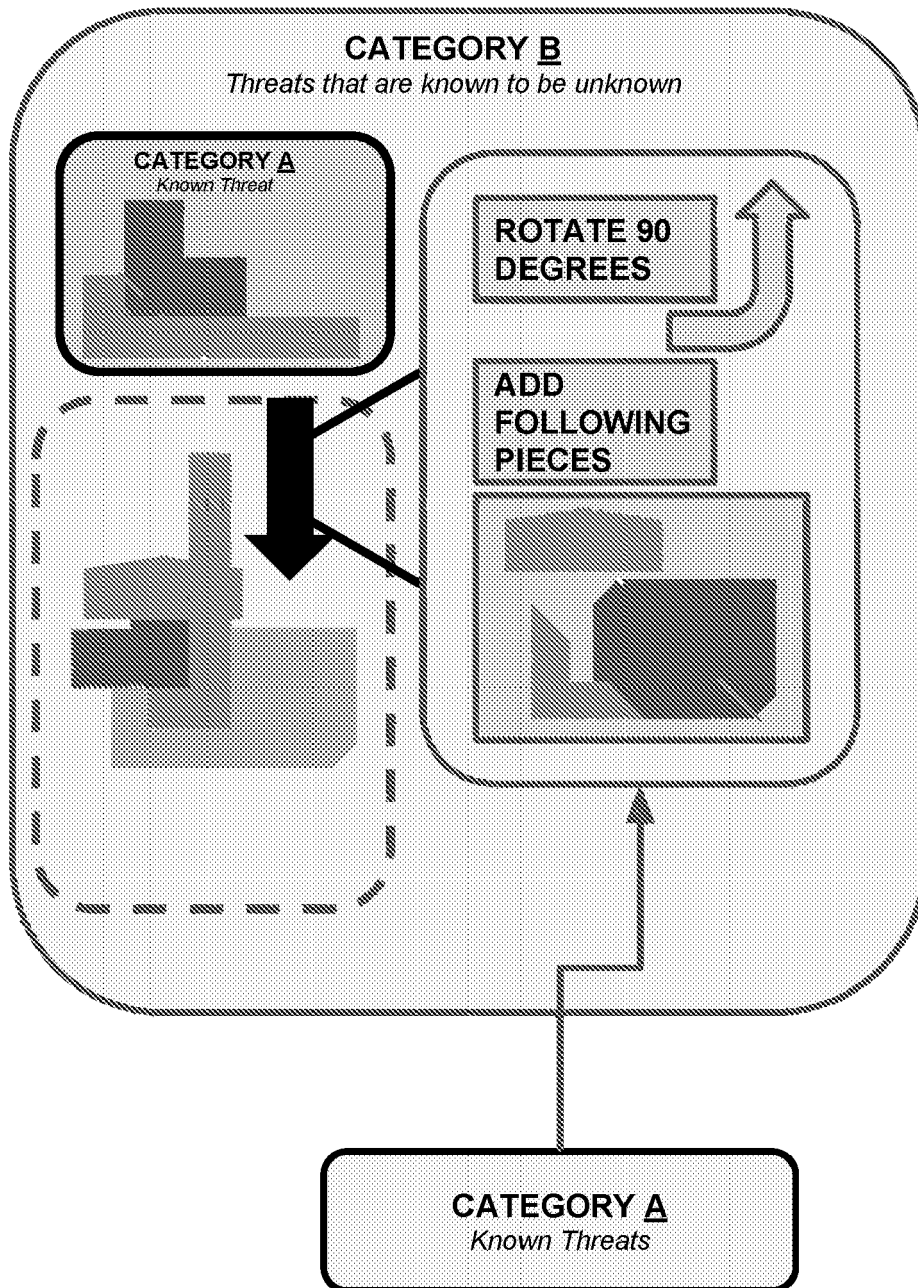 CATEGORY B
Threats that are known to be unknown
CATEGORY A
Known Threat
ROTATE 90
DEGREES
ADD
FOLLOWING
PIECES
CATEGORY A
Known Threats